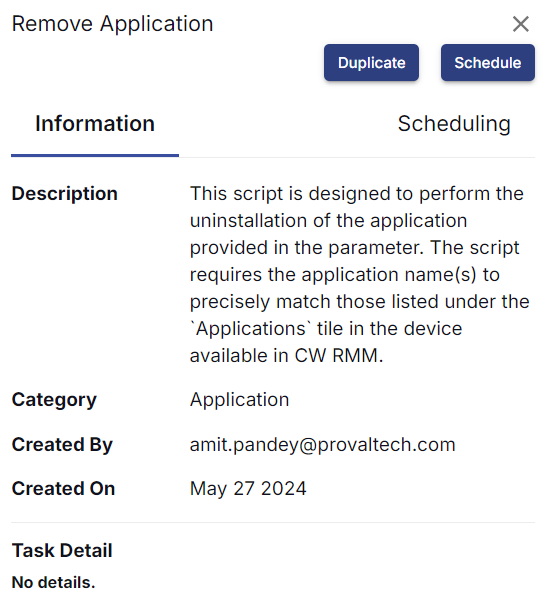 Remove Application
Duplicate
Schedule
Information
Scheduling
Description
This script is designed to perform the
uninstallation of the application
provided in the parameter. The script
requires the application name(s) to
precisely match those listed under the
`Applications` tile in the device
available in CW RMM.
Category
Application
Created By
amit.pandey@provaltech.com
Created On
May 27 2024
Task Detail
No details.